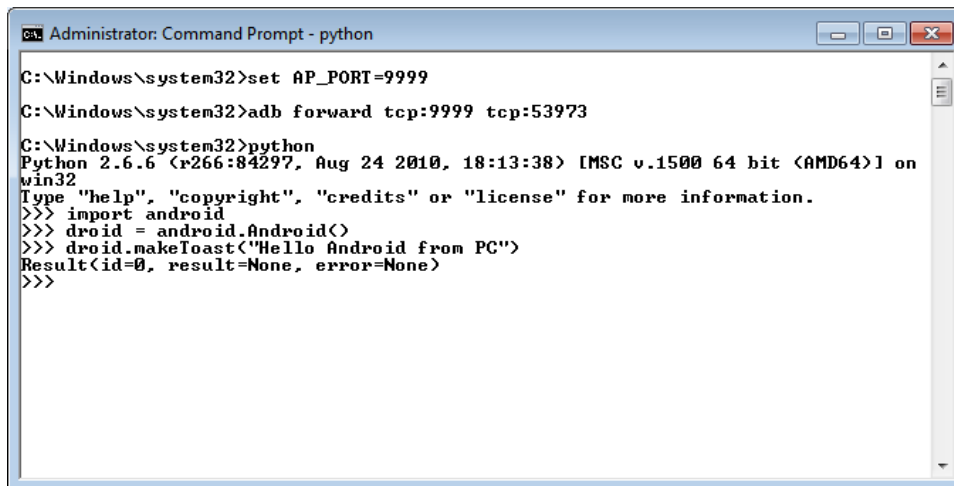 Administrator: Command Prompt - python
C:\Windows\system32>set AP_PORT=9999
C:\Windows\system32>adb forward tcp:9999 tcp:53973
C:\Windows\system32>python
Python 2.6.6 (r266:84297, Aug 24 2010, 18:13:38) [MSC v.1500 64 bit (AMD64)] on
win32
Type "help", "copyright", "credits" or "license" for more information.
>>> import android
>>> droid = android.Android()
>>> droid.makeToast("Hello Android from PC")
Result(id=0, result=None, error=None)
>>>